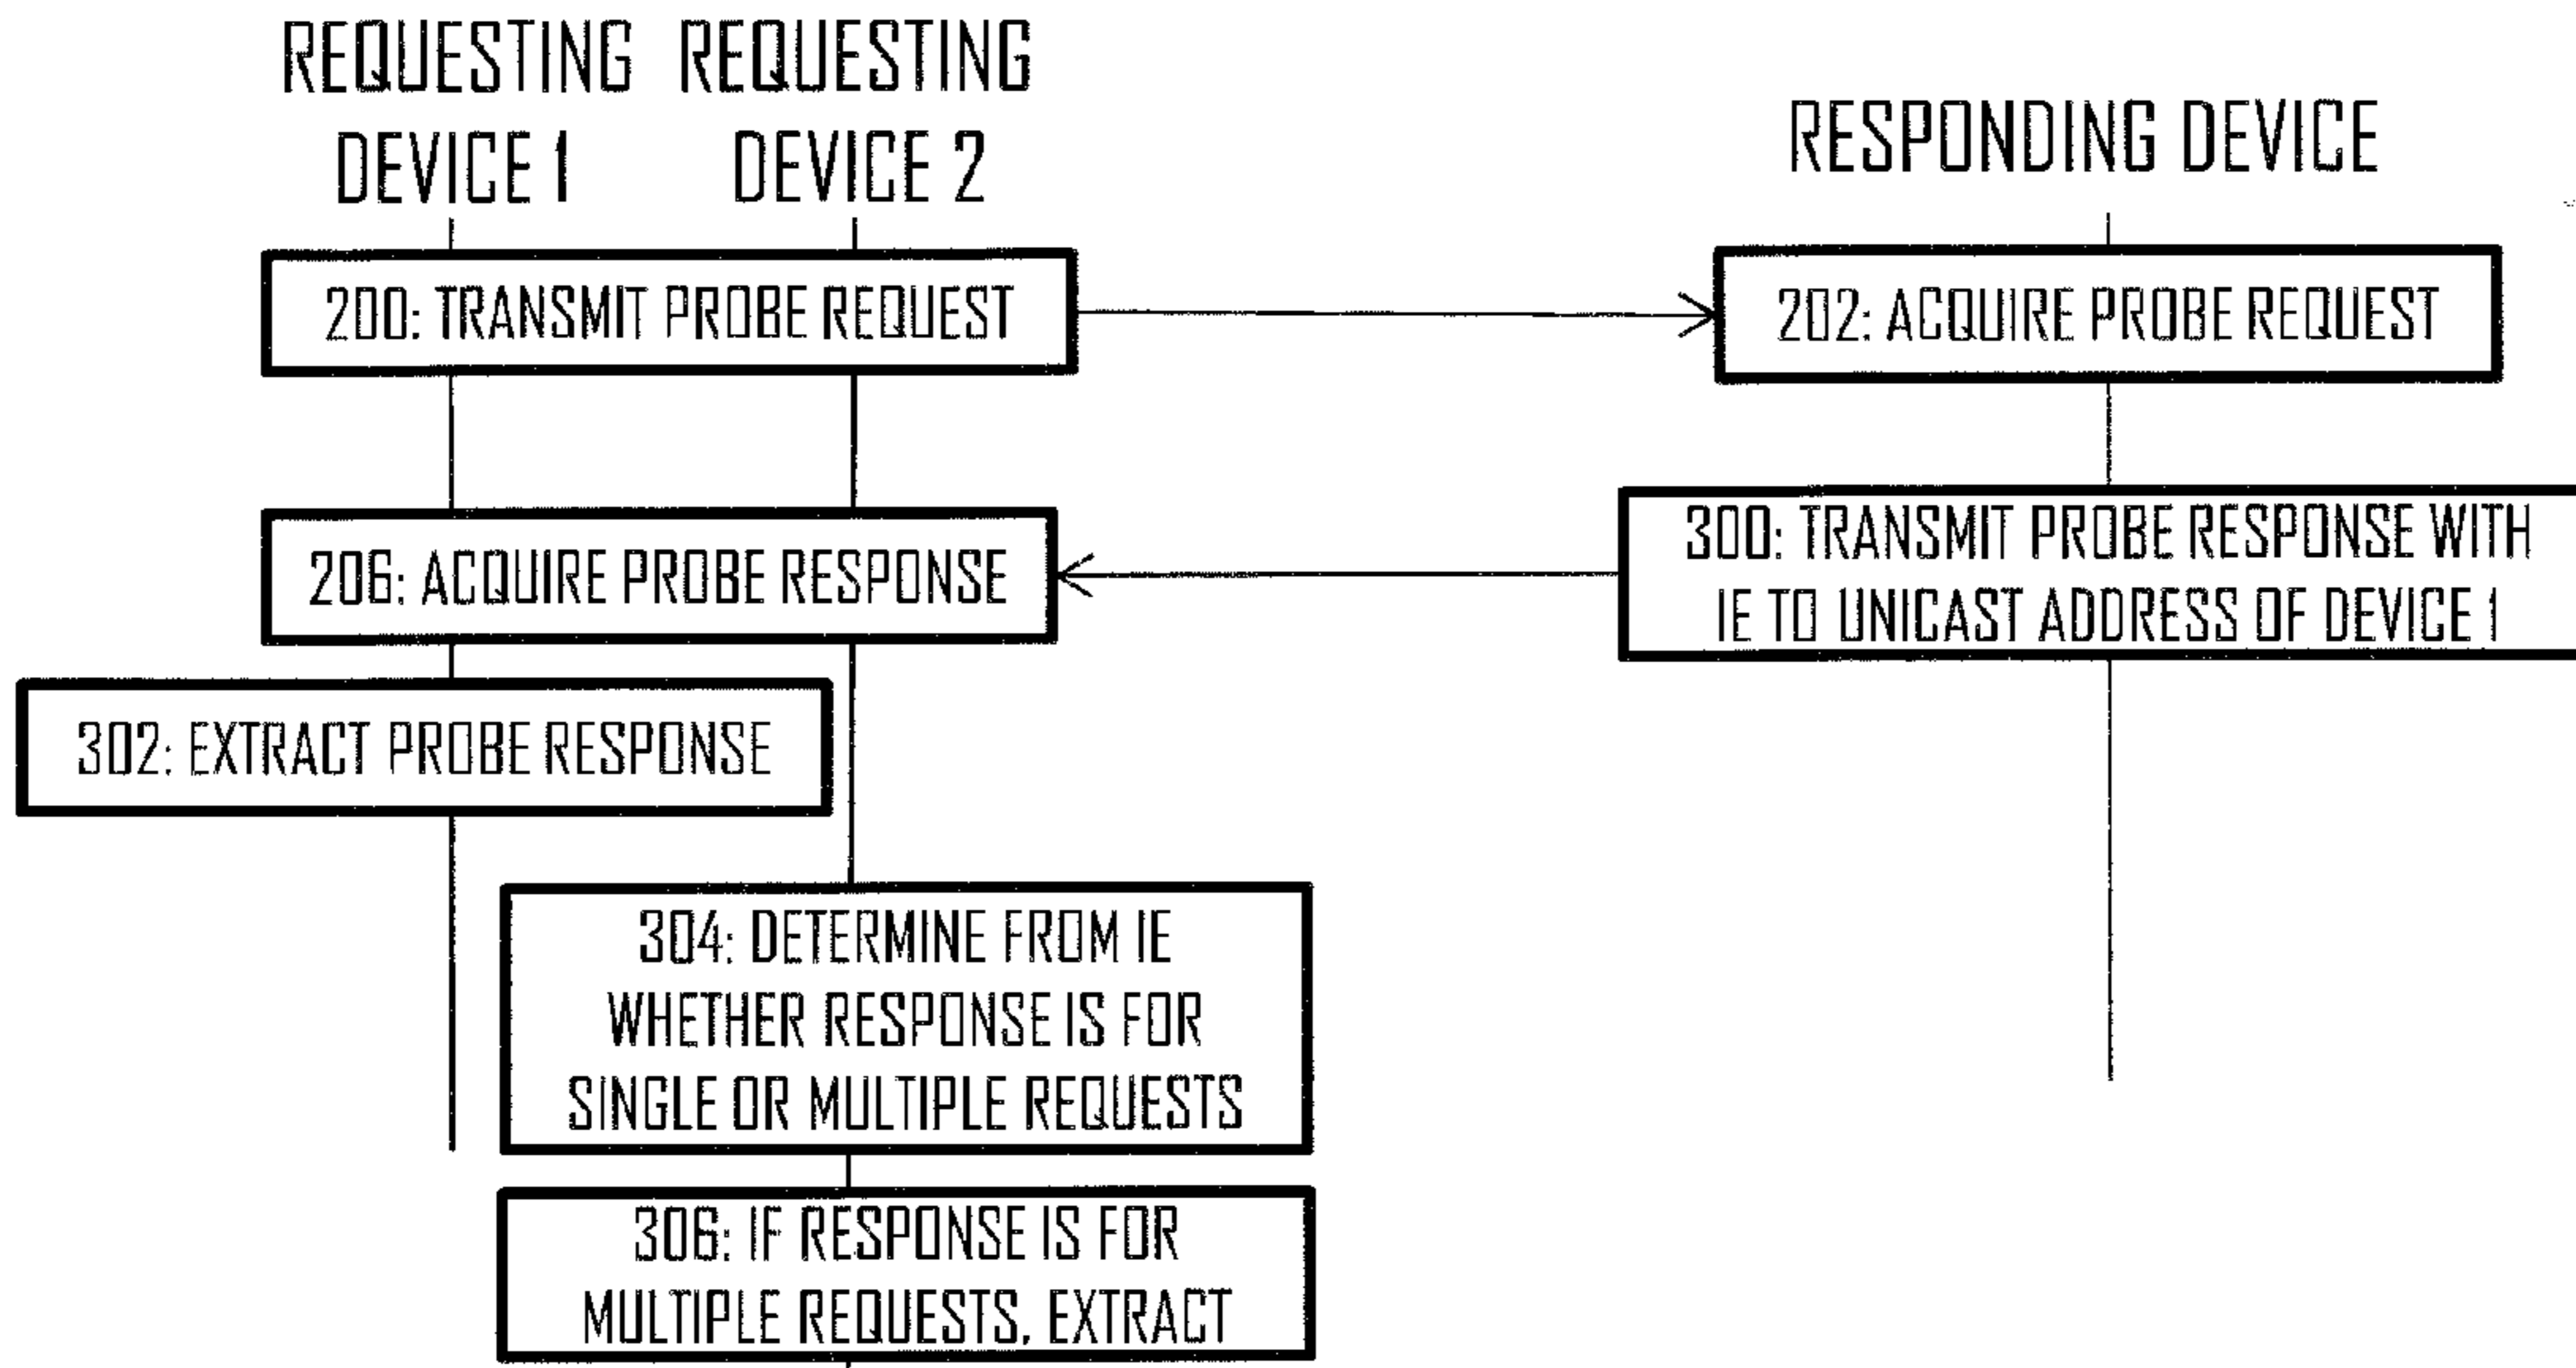 REQUESTING
DEVICE 1
REQUESTING
DEVICE 2
RESPONDING DEVICE
200: TRANSMIT PROBE REQUEST
202: ACQUIRE PROBE REQUEST
300: TRANSMIT PROBE RESPONSE WITH
IE TO UNICAST ADDRESS OF DEVICE 1
206: ACQUIRE PROBE RESPONSE
302: EXTRACT PROBE RESPONSE
304: DETERMINE FROM IE
WHETHER RESPONSE IS FOR
SINGLE OR MULTIPLE REQUESTS
306: IF RESPONSE IS FOR
MULTIPLE REQUESTS, EXTRACT